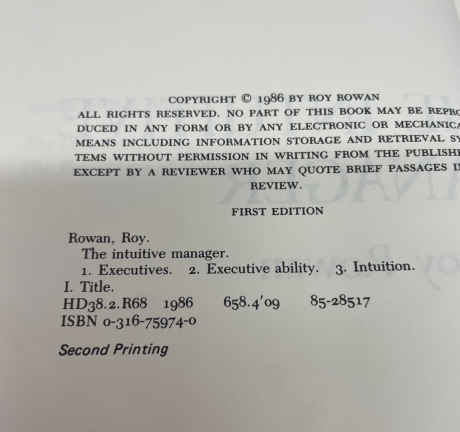 COPYRIGHT © 1986 BY ROY ROWAN
ALL RIGHTS RESERVED. NO PART OF THIS BOOK MAY BE REPRO
DUCED IN ANY FORM OR BY ANY ELECTRONIC OR MECHANICA
MEANS INCLUDING INFORMATION STORAGE AND RETRIEVAL SY
TEMS WITHOUT PERMISSION IN WRITING FROM THE PUBLISHE
EXCEPT BY A REVIEWER WHO MAY QUOTE BRIEF PASSAGES I
REVIEW.
FIRST EDITION
Rowan, Roy.
The intuitive manager.
1. Executives. 2. Executive ability. 3. Intuition.
I. Title.
HD38.2.R68 1986 658.4′09 85-28517
ISBN 0-316-75974-0
Second Printing